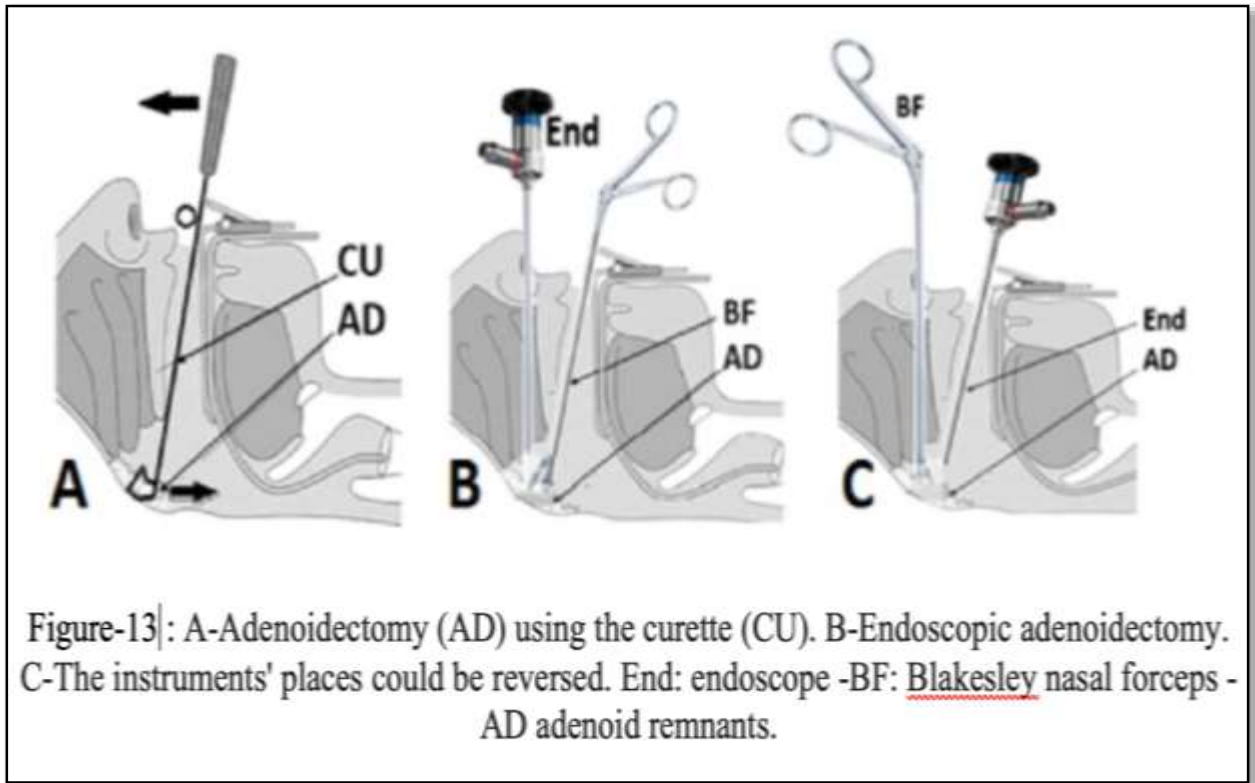 CU
AD
A
End
BF
AD
B
BF
End
AD
C
Figure-13 : A-Adenoidectomy (AD) using the curette (CU). B-Endoscopic adenoidectomy.
C-The instruments' places could be reversed. End: endoscope -BF: Blakesley nasal forceps -
AD adenoid remnants.